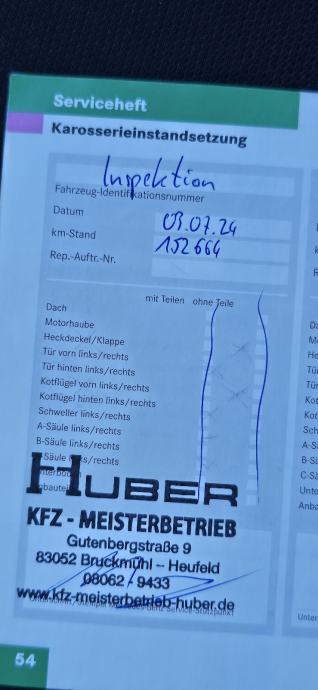 Serviceheft
Karosserieinstandsetzung
Inspektion
Fahrzeug-Identifikationsnummer
Datum 03.07.24
km-Stand 152664
Rep.-Auftr.-Nr.
mit Teilen ohne Teile
Dach
Motorhaube
Heckdeckel/Klappe
Tür vorn links/rechts
Tür hinten links/rechts
Kotflügel vorn links/rechts
Kotflügel hinten links/rechts
Schweller links/rechts
A-Säule links/rechts
B-Säule links/rechts
HUBER
KFZ - MEISTERBETRIEB
Gutenbergstraße 9
83052 Bruckmühl – Heufeld
08062 / 9433
www.kfz-meisterbetrieb-huber.de
54